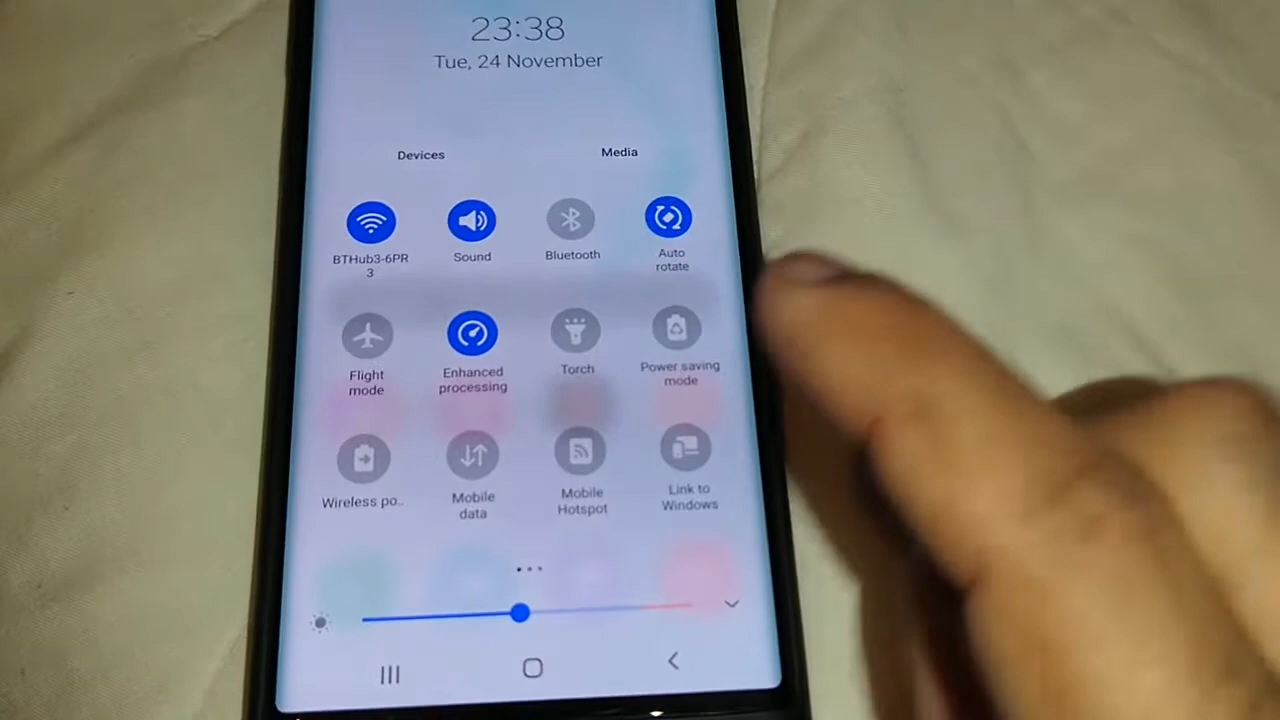 23:38
Tue, 24 November
Devices
Media
BTHub3-6PR
3
Sound
Bluetooth
Auto
rotate
Flight
mode
Enhanced
processing
Torch
Power saving
mode
Wireless po..
Mobile
data
Mobile
Hotspot
Link to
Windows